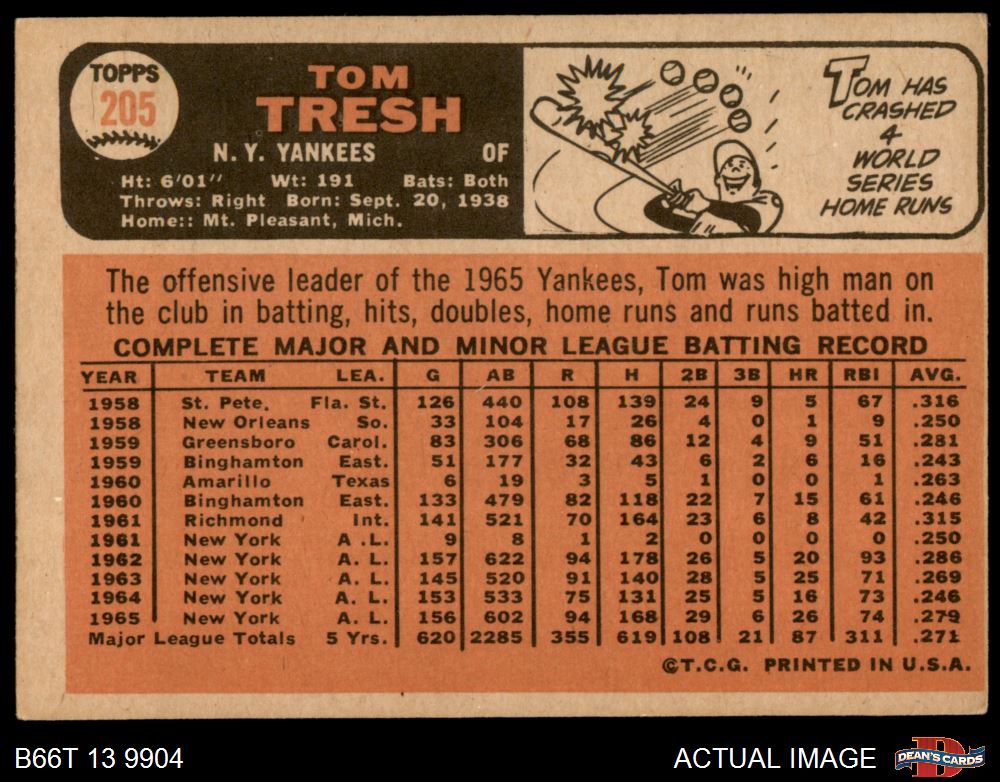 TOPPS
205
TOM
TRESH
N. Y. YANKEES OF
Ht: 6'01" Wt: 191 Bats: Both
Throws: Right Born: Sept. 20, 1938
Home:: Mt. Pleasant, Mich.
TOM HAS
CRASHED
4
WORLD
SERIES
HOME RUNS
The offensive leader of the 1965 Yankees, Tom was high man on
the club in batting, hits, doubles, home runs and runs batted in.
COMPLETE MAJOR AND MINOR LEAGUE BATTING RECORD
YEAR TEAM LEA. G AB R H 2B 3B HR RBI AVG.
1958 St. Pete. Fla. St. 126 440 108 139 24 9 5 67 .316
1958 New Orleans So. 33 104 17 26 4 0 1 9 .250
1959 Greensboro Carol. 83 306 68 86 12 4 9 51 .281
1959 Binghamton East. 51 177 32 43 6 2 6 16 .243
1960 Amarillo Texas 6 19 3 5 1 0 0 1 .263
1960 Binghamton East. 133 479 82 118 22 7 15 61 .246
1961 Richmond Int. 141 521 70 164 23 6 8 42 .315
1961 New York A .L. 9 8 1 2 0 0 0 0 .250
1962 New York A. L. 157 622 94 178 26 5 20 93 .286
1963 New York A. L. 145 520 91 140 28 5 25 71 .269
1964 New York A. L. 153 533 75 131 25 5 16 73 .246
1965 New York A. L. 156 602 94 168 29 6 26 74 .279
Major League Totals 5 Yrs. 620 2285 355 619 108 21 87 311 .271
©T.C.G. PRINTED IN U.S.A.
B66T 13 9904 ACTUAL IMAGE
D
DEAN'S CARDS